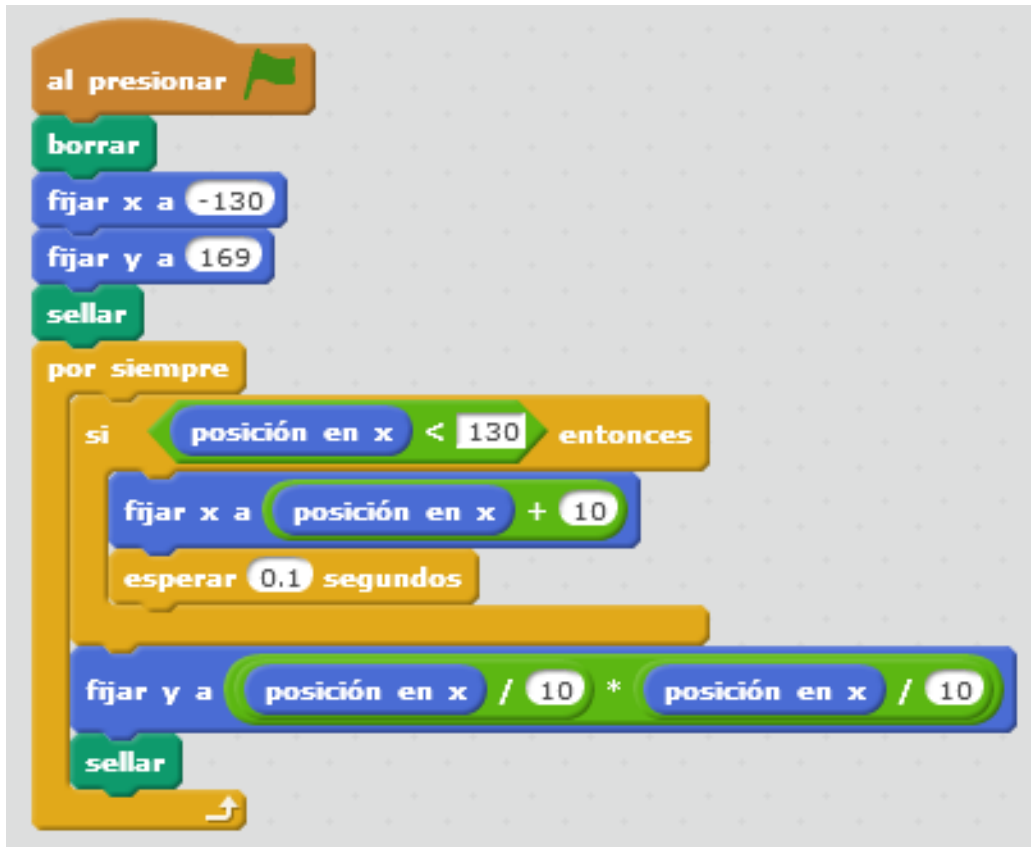 al presionar
borrar
fijar x a -130
fijar y a 169
sellar
por siempre
si posición en x < 130 entonces
fijar x a posición en x + 10
esperar 0.1 segundos
fijar y a posición en x / 10 * posición en x / 10
sellar